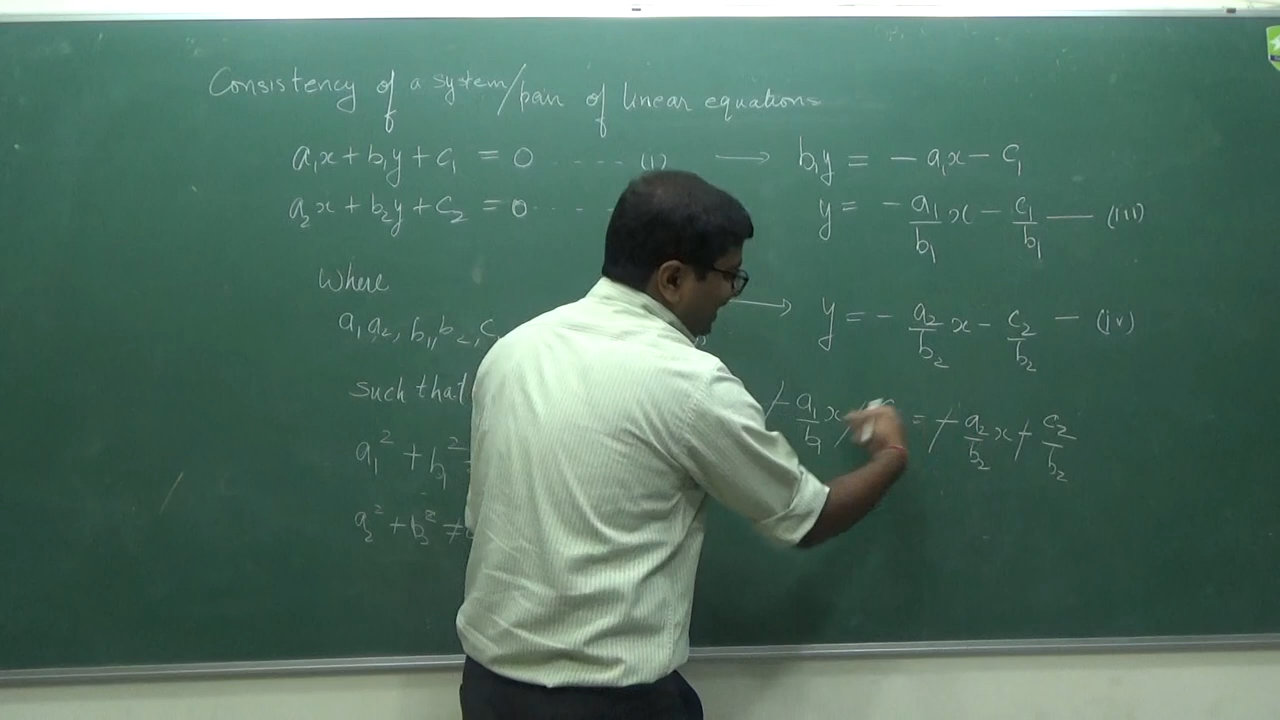 Consistency of a system/pair of linear equations
a₁x + b₁y + c₁ = 0 ----- (i)
a₂x + b₂y + c₂ = 0 ---
Where
a₁, a₂, b₁, b₂, c
such that
a₁² + b₁²
a₂² + b₂² ≠
⟶ b₁y = - a₁x - c₁
y = - a₁/b₁ x - c₁/b₁ — (iii)
⟶ y = - a₂/b₂ x - c₂/b₂ — (iv)
- a₁/b₁ x = - a₂/b₂ x - c₂/b₂